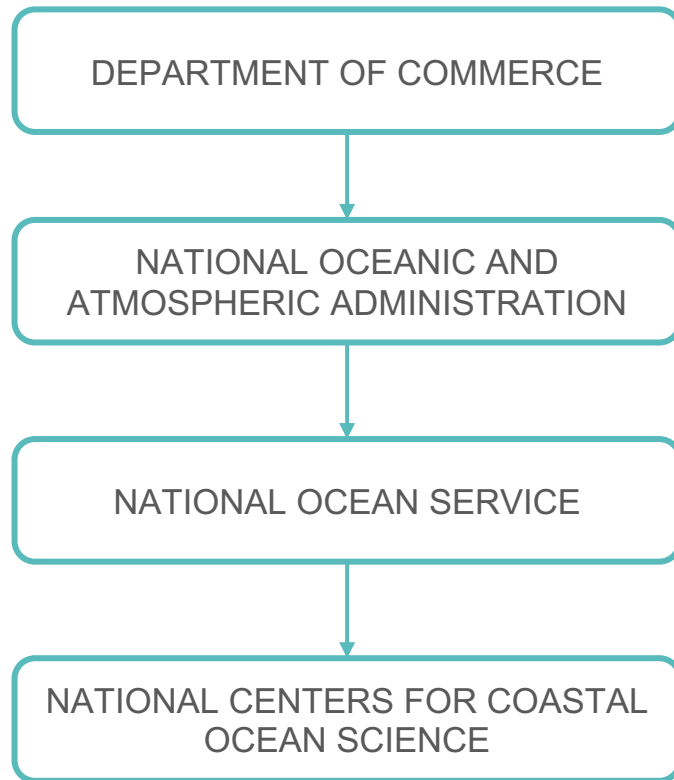 DEPARTMENT OF COMMERCE
NATIONAL OCEANIC AND
ATMOSPHERIC ADMINISTRATION
NATIONAL OCEAN SERVICE
NATIONAL CENTERS FOR COASTAL
OCEAN SCIENCE